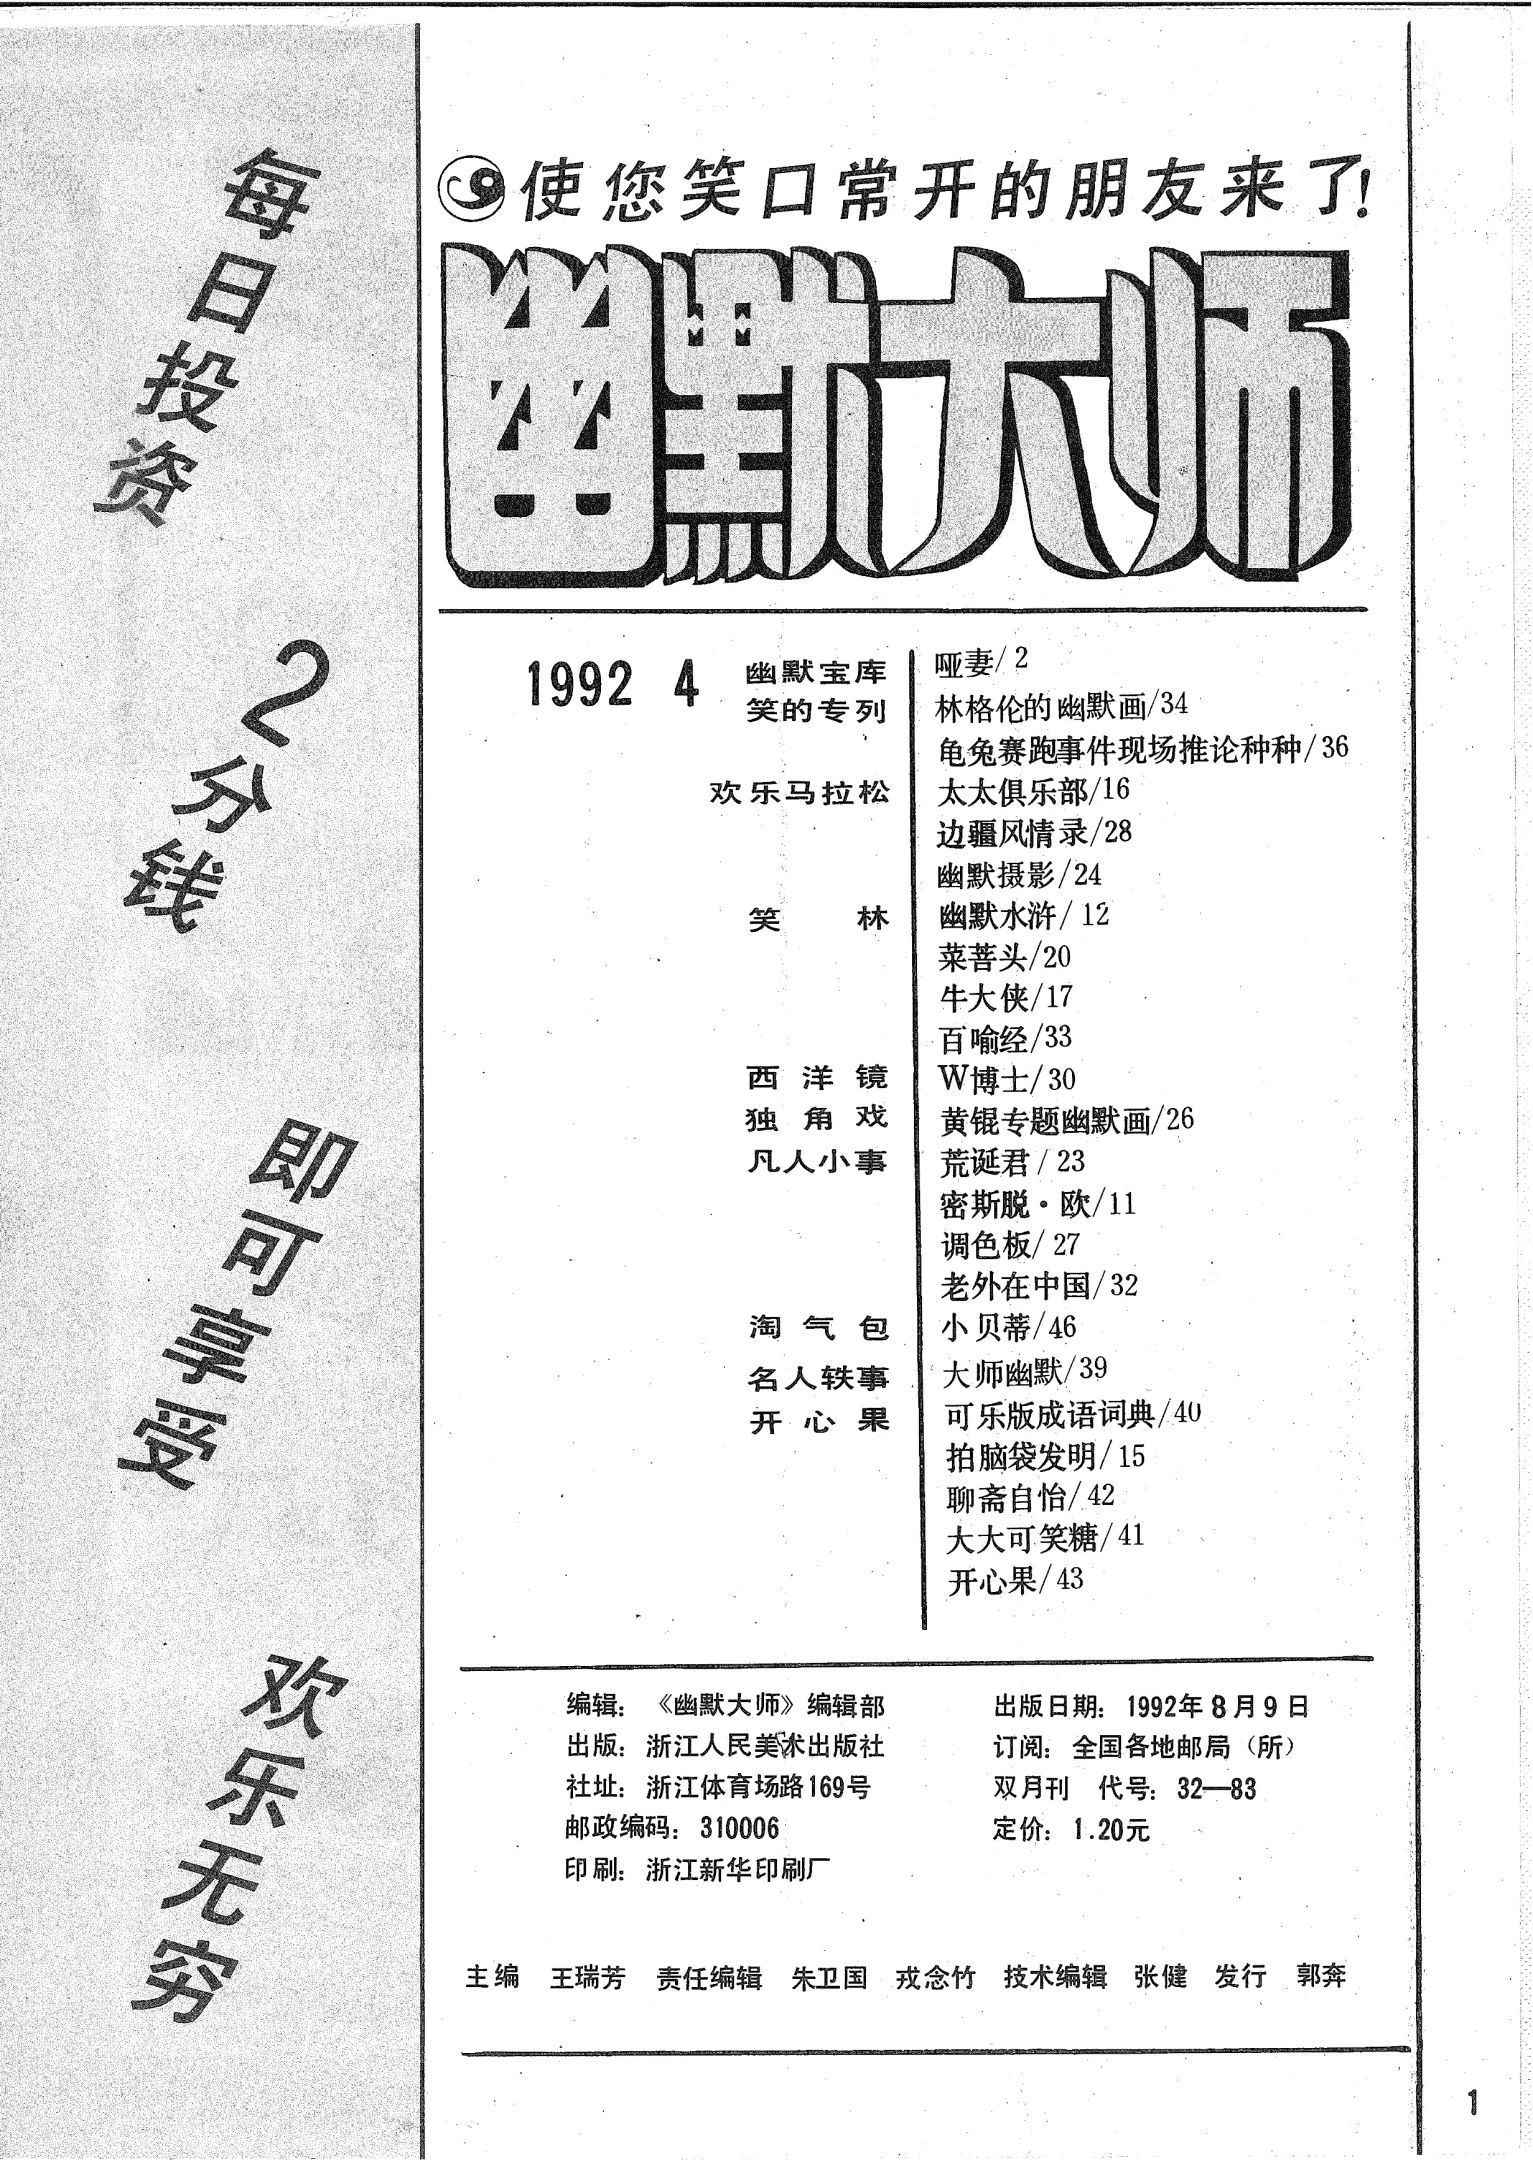 每日投资
2分钱
即可享受
欢乐无穷
使您笑口常开的朋友来了!
幽默大师
1992 4
幽默宝库 哑妻/2
笑的专列 林格伦的幽默画/34
龟兔赛跑事件现场推论种种/36
欢乐马拉松 太太俱乐部/16
边疆风情录/28
幽默摄影/24
笑 林 幽默水浒/12
菜菩头/20
牛大侠/17
百喻经/33
西洋镜 W博士/30
独角戏 黄锟专题幽默画/26
凡人小事 荒诞君/23
密斯脱·欧/11
调色板/27
老外在中国/32
淘气包 小贝蒂/46
名人轶事 大师幽默/39
开心果 可乐版成语词典/40
拍脑袋发明/15
聊斋自怡/42
大大可笑糖/41
开心果/43
编辑：《幽默大师》编辑部
出版：浙江人民美术出版社
社址：浙江体育场路169号
邮政编码：310006
印刷：浙江新华印刷厂
出版日期：1992年8月9日
订阅：全国各地邮局（所）
双月刊 代号：32—83
定价：1.20元
主编 王瑞芳 责任编辑 朱卫国 戎念竹 技术编辑 张健 发行 郭奔
1